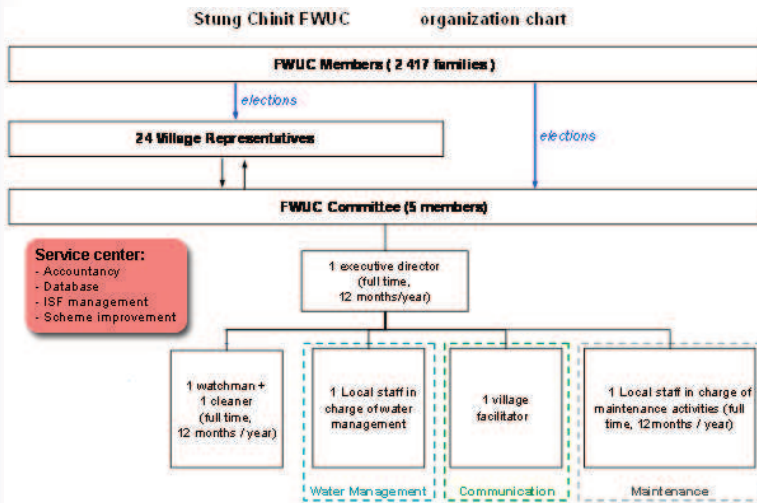 Stung Chinit FWUC organization chart
FWUC Members ( 2 417 families )
elections
24 Village Representatives
elections
FWUC Committee (5 members)
Service center:
- Accountancy
- Database
- ISF management
- Scheme improvement
1 executive director
(full time,
12 months/year)
1 watchman +
1 cleaner
(full time,
12 months / year)
1 Local staff in
charge of water
management
1 village
facilitator
1 Local staff in charge of
maintenance activities (full
time, 12months / year)
Water Management
Communication
Maintenance